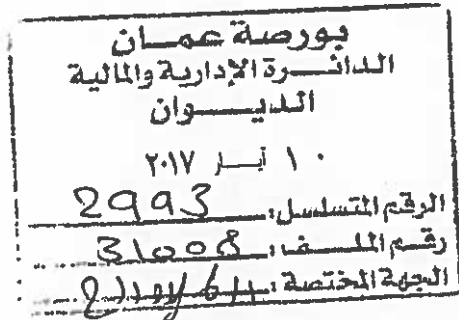 بورصة عمان
الدائرة الإدارية والمالية
الديوان
١٠ أيار ٢٠١٧
الرقم المتسلسل: 2993
رقم الملف: 31008
الجهة المختصة: